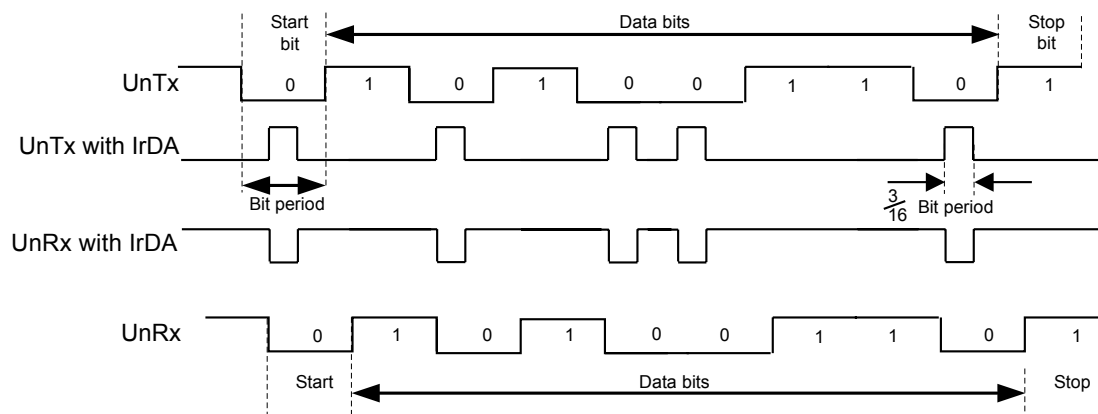 Start
bit
Data bits
Stop
bit
UnTx
0 1 0 1 0 0 1 1 0 1
UnTx with IrDA
Bit period
3/16 Bit period
UnRx with IrDA
UnRx
0 1 0 1 0 0 1 1 0 1
Start Data bits Stop